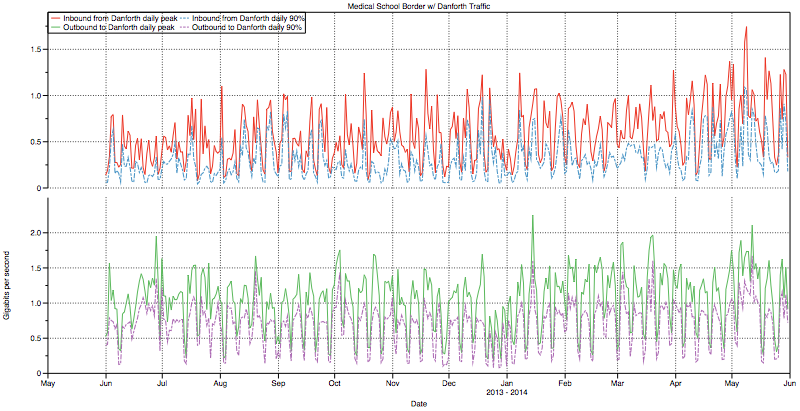 Medical School Border w/ Danforth Traffic
Inbound from Danforth daily peak Inbound from Danforth daily 90%
Outbound to Danforth daily peak Outbound to Danforth daily 90%
1.5
1.0
0.5
0
2.0
1.5
1.0
0.5
0
Gigabits per second
May Jun Jul Aug Sep Oct Nov Dec Jan Feb Mar Apr May Jun
2013 - 2014
Date